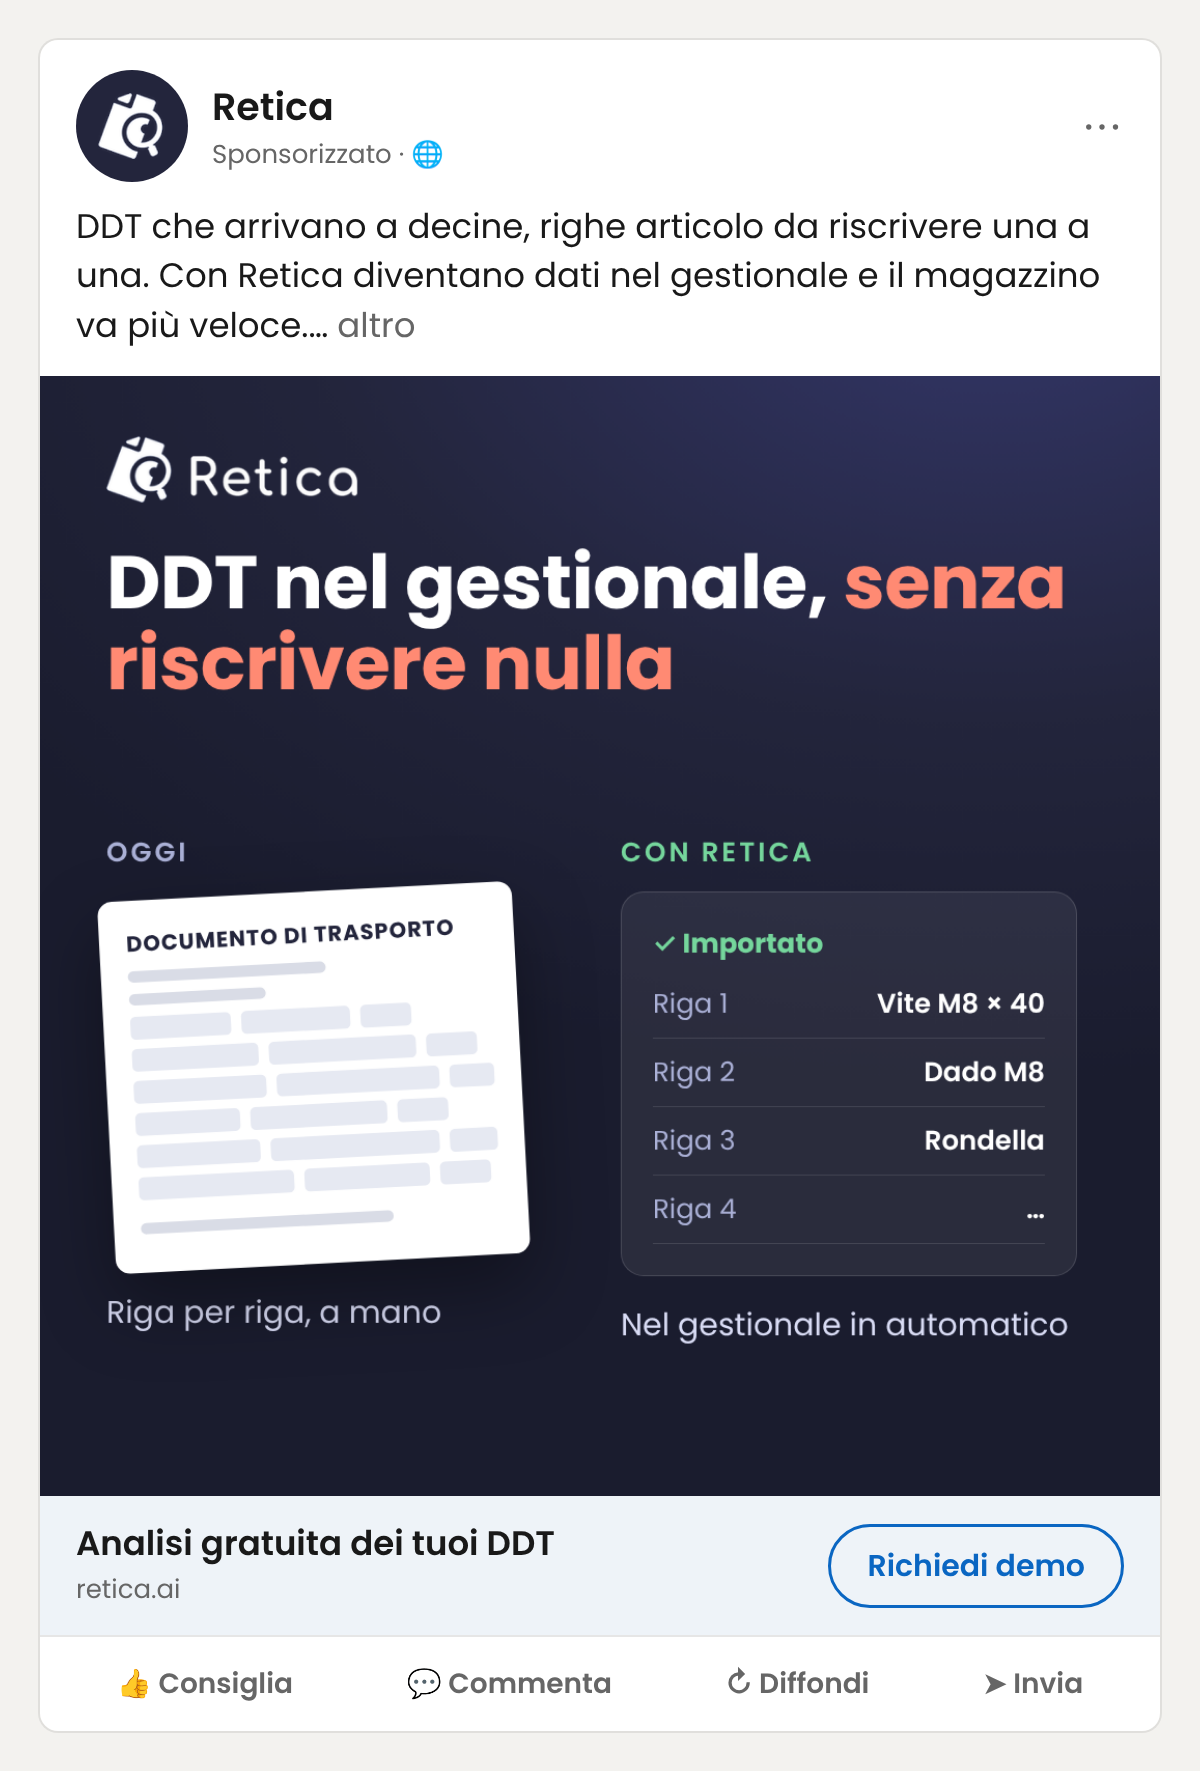 Retica
Sponsorizzato · 🌐
...
DDT che arrivano a decine, righe articolo da riscrivere una a
una. Con Retica diventano dati nel gestionale e il magazzino
va più veloce.... altro
Retica
DDT nel gestionale, senza
riscrivere nulla
OGGI
DOCUMENTO DI TRASPORTO
Riga per riga, a mano
CON RETICA
✓ Importato
Riga 1 Vite M8 × 40
Riga 2 Dado M8
Riga 3 Rondella
Riga 4 ...
Nel gestionale in automatico
Analisi gratuita dei tuoi DDT
retica.ai
Richiedi demo
👍 Consiglia
💬 Commenta
↻ Diffondi
➤ Invia